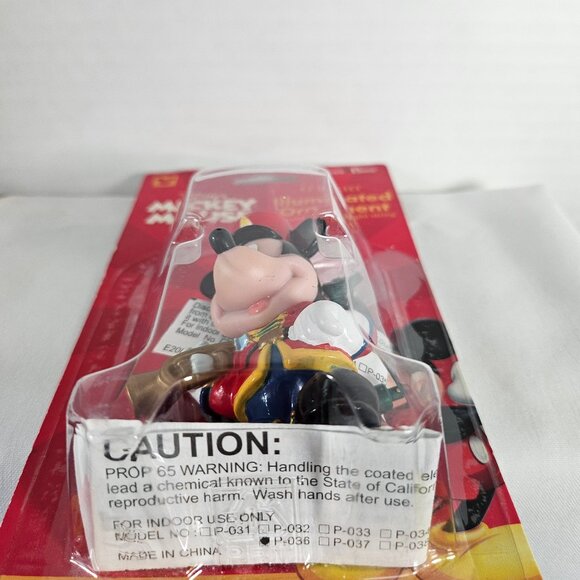 MICKEY
MOUSE
Illuminated
Ornament
CAUTION:
PROP 65 WARNING: Handling the coated ele
lead a chemical known to the State of Califor
reproductive harm. Wash hands after use.
FOR INDOOR USE ONLY
MODEL NO: □P-031 □P-032 □P-033 □P-034
P-036 □P-037 □P-038
MADE IN CHINA